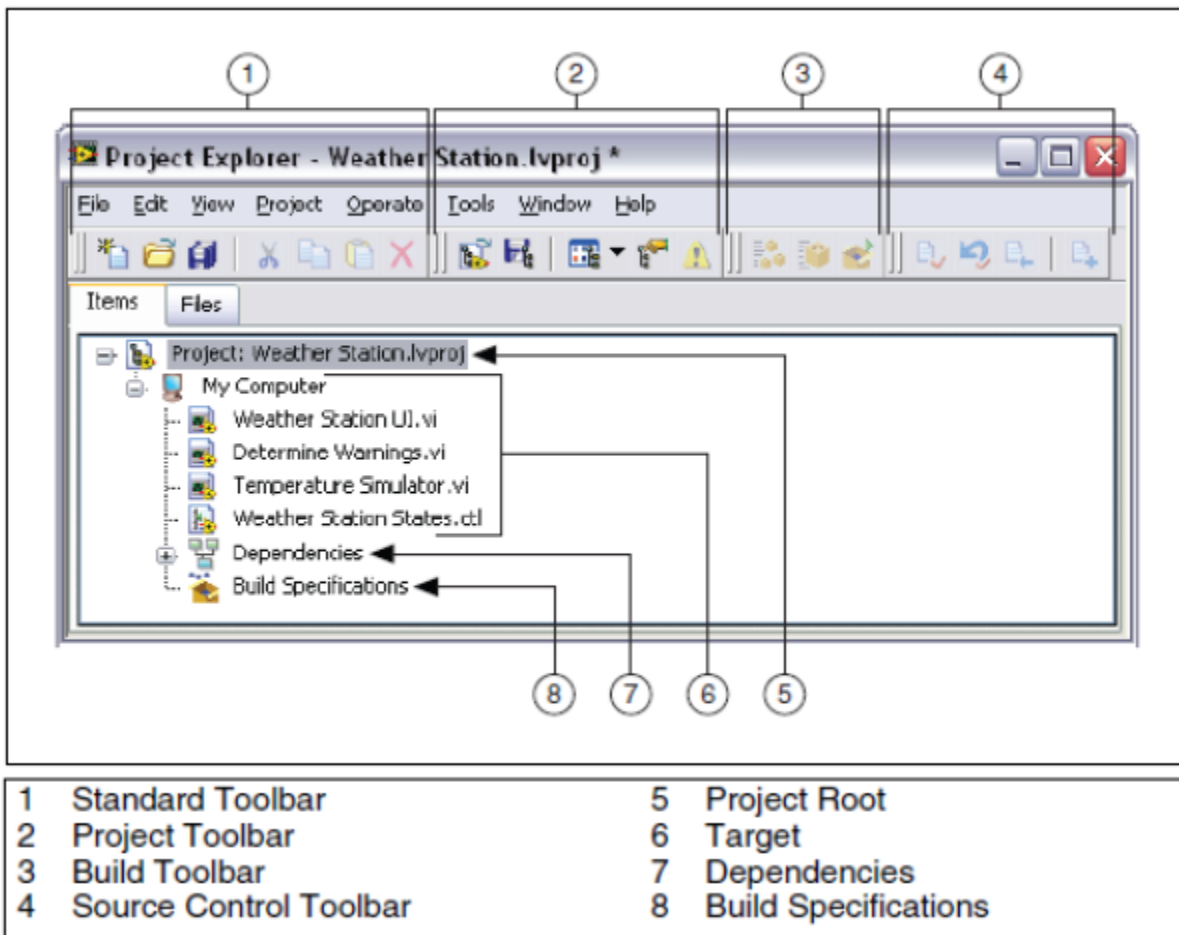 1 2 3 4
Project Explorer - Weather Station.lvproj *
File Edit View Project Operate Tools Window Help
Items Files
Project: Weather Station.lvproj
My Computer
Weather Station UI.vi
Determine Warnings.vi
Temperature Simulator.vi
Weather Station States.ctl
Dependencies
Build Specifications
8 7 6 5
1 Standard Toolbar 5 Project Root
2 Project Toolbar 6 Target
3 Build Toolbar 7 Dependencies
4 Source Control Toolbar 8 Build Specifications